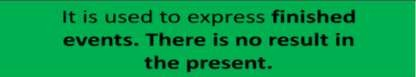 It is used to express finished
events. There is no result in
the present.